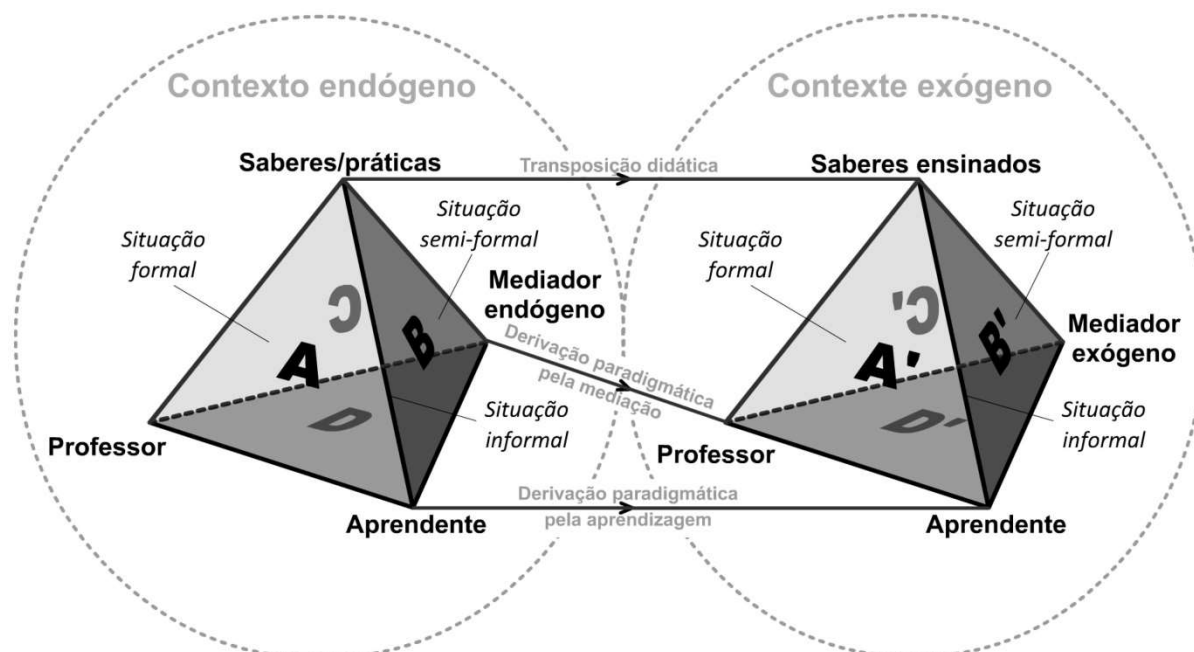 Contexto endógeno
Contexte exógeno
Saberes/práticas
Transposição didática
Saberes ensinados
Situação
formal
Situação
semi-formal
Situação
formal
Situação
semi-formal
Mediador
endógeno
Mediador
exógeno
C
B
A
D
C'
B'
A'
D'
Derivação paradigmática
pela mediação
Situação
informal
Situação
informal
Professor
Professor
Derivação paradigmática
pela aprendizagem
Aprendente
Aprendente